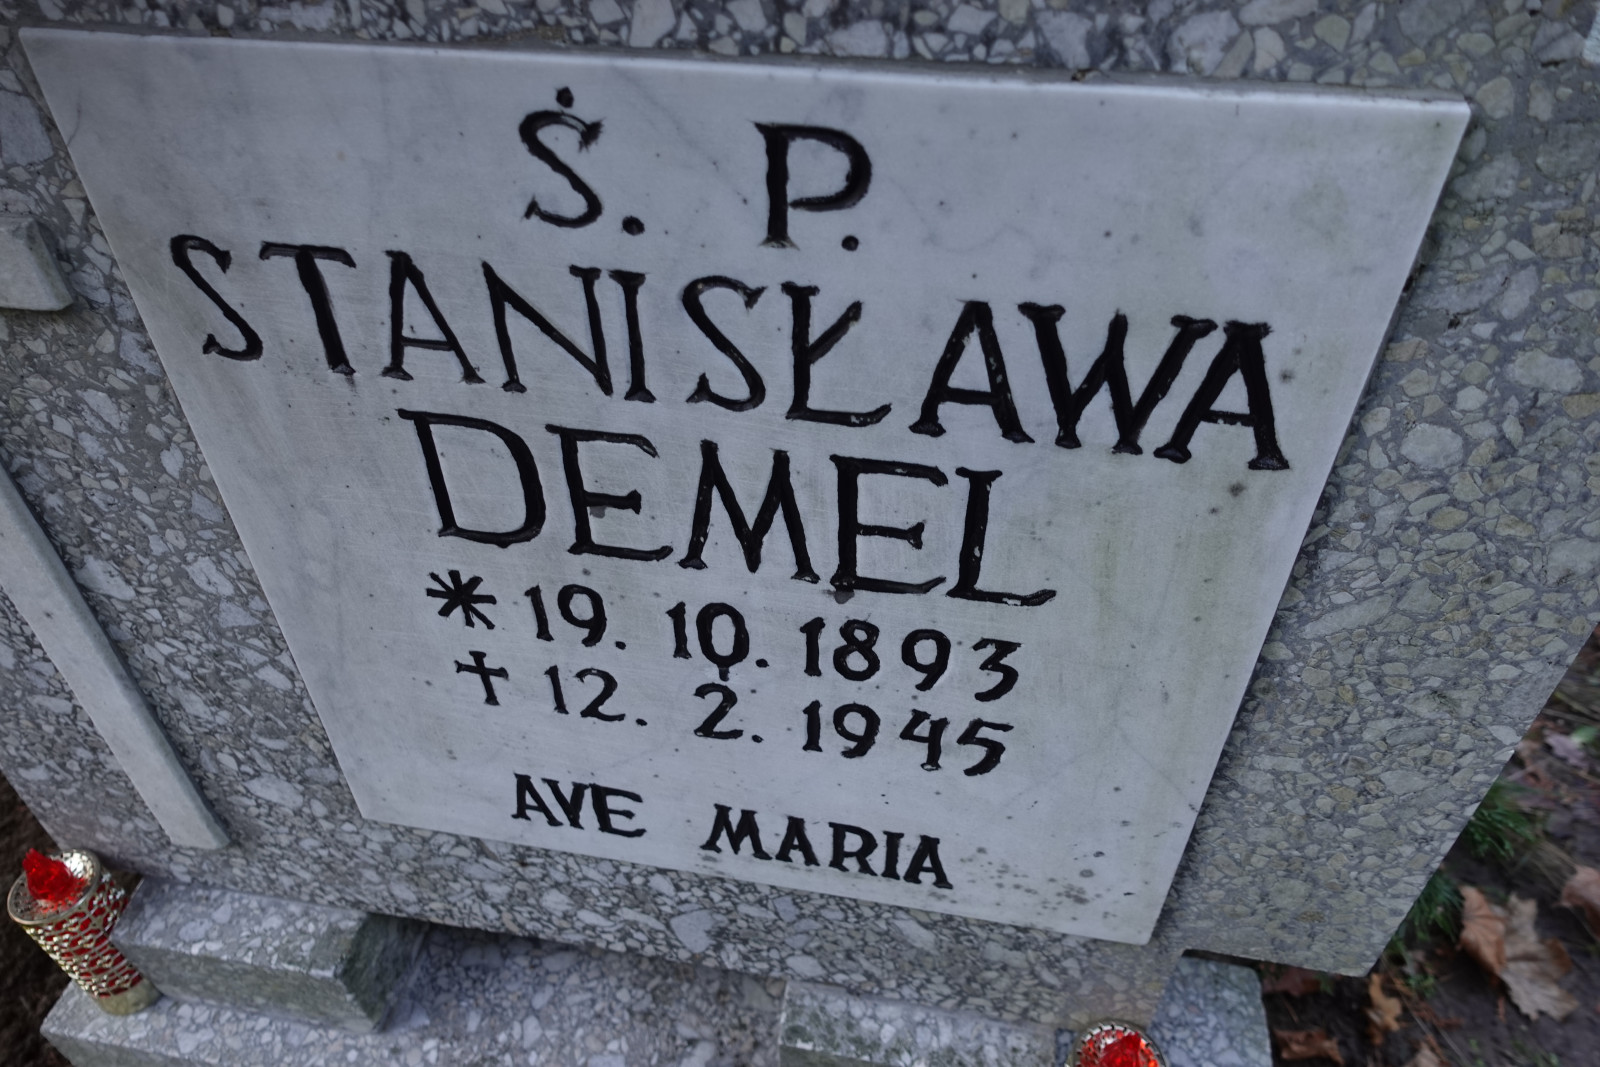 Ś. P.
STANISŁAWA
DEMEL
* 19. 10. 1893
† 12. 2. 1945
AVE MARIA